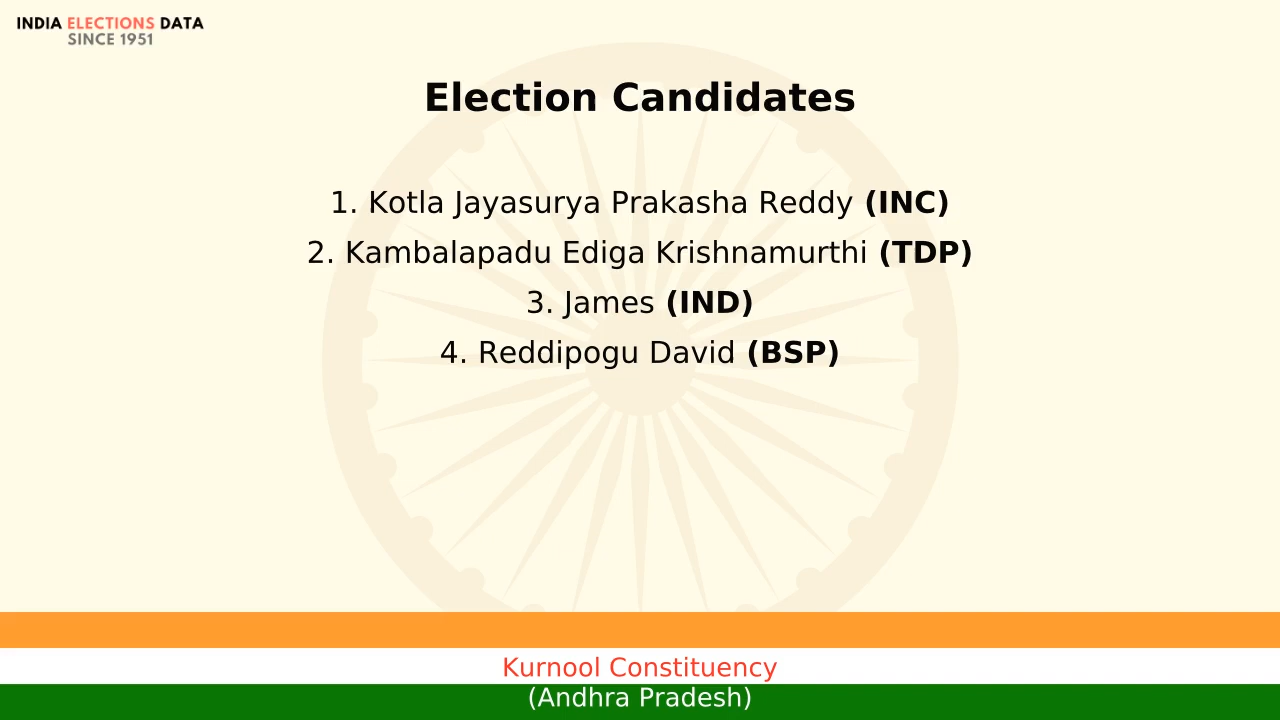 INDIA ELECTIONS DATA
SINCE 1951
Election Candidates
1. Kotla Jayasurya Prakasha Reddy (INC)
2. Kambalapadu Ediga Krishnamurthi (TDP)
3. James (IND)
4. Reddipogu David (BSP)
Kurnool Constituency
(Andhra Pradesh)